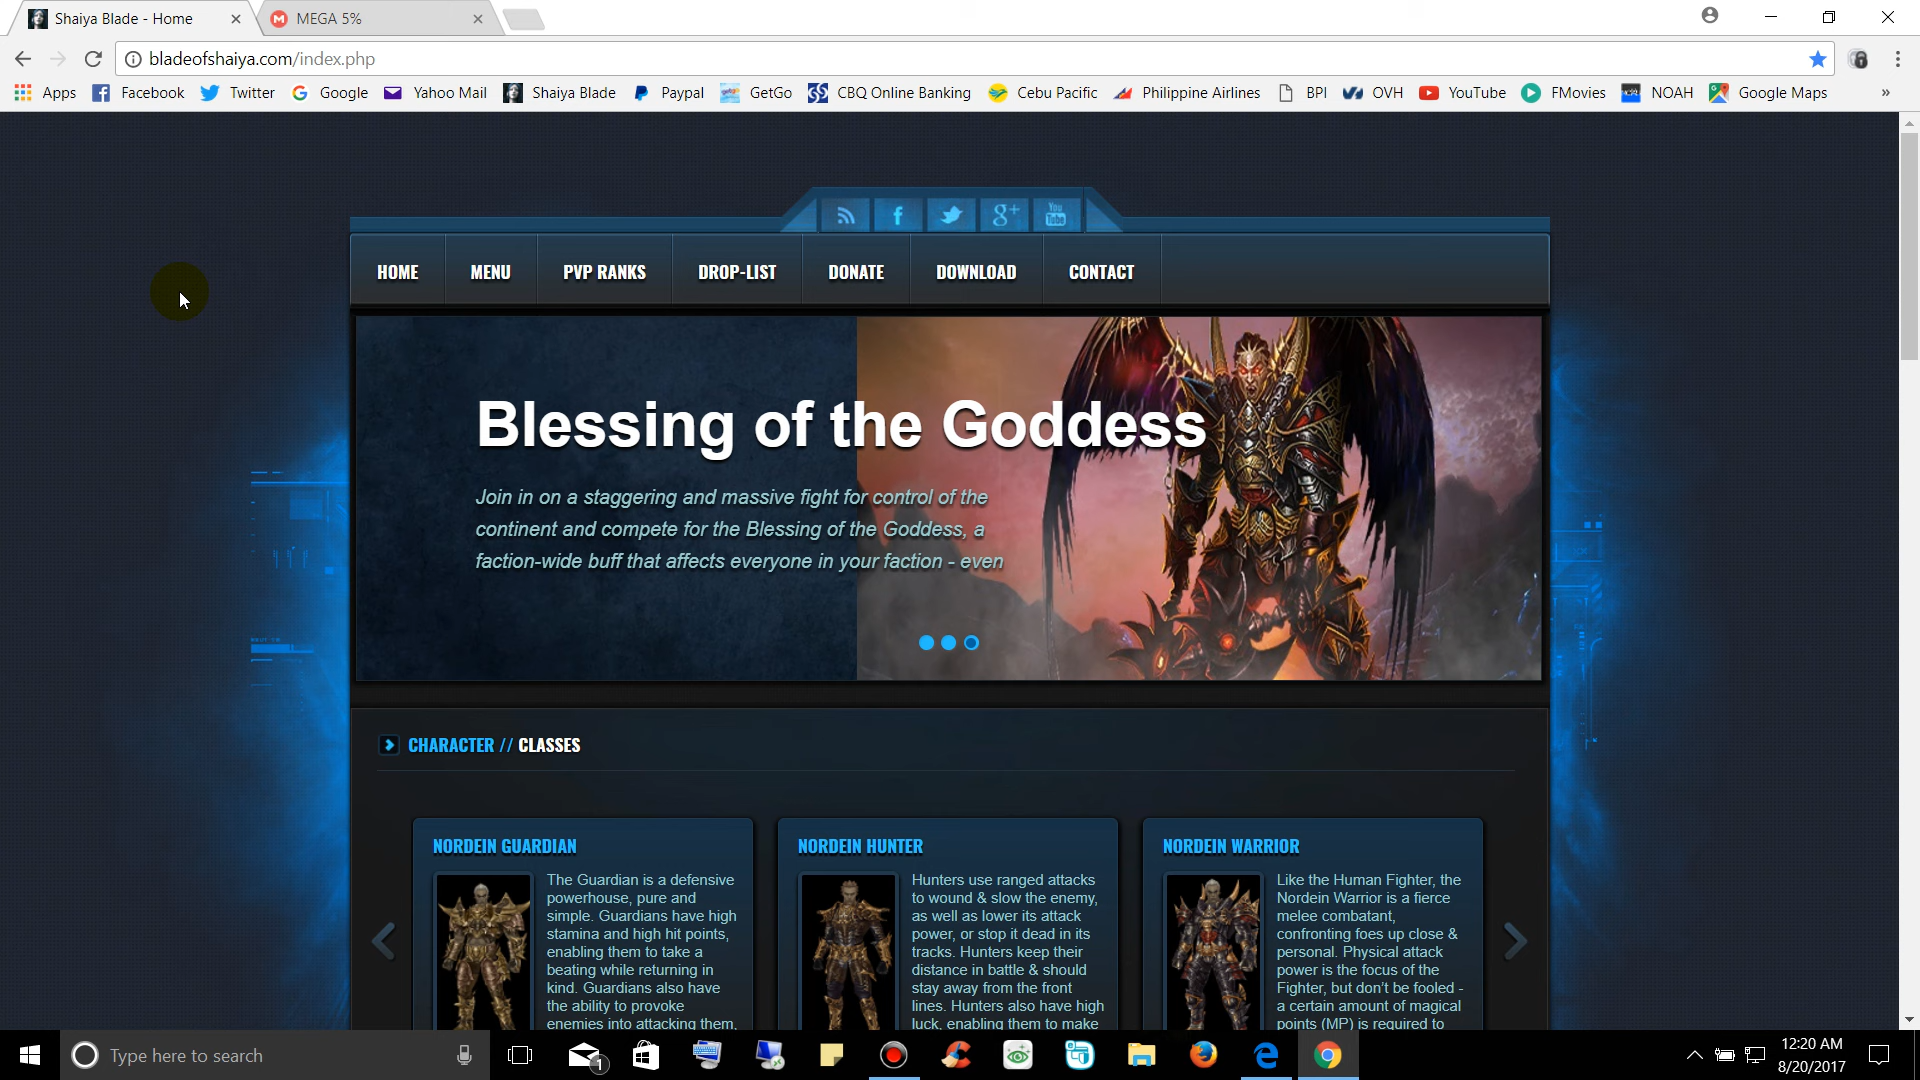 Shaiya Blade - Home
MEGA 5%
bladeofshaiya.com/index.php
Apps Facebook Twitter Google Yahoo Mail Shaiya Blade Paypal GetGo CBQ Online Banking Cebu Pacific Philippine Airlines BPI OVH YouTube FMovies NOAH Google Maps »
HOME MENU PVP RANKS DROP-LIST DONATE DOWNLOAD CONTACT
Blessing of the Goddess
Join in on a staggering and massive fight for control of the
continent and compete for the Blessing of the Goddess, a
faction-wide buff that affects everyone in your faction - even
CHARACTER // CLASSES
NORDEIN GUARDIAN
The Guardian is a defensive
powerhouse, pure and
simple. Guardians have high
stamina and high hit points,
enabling them to take a
beating while returning in
kind. Guardians also have
the ability to provoke
enemies into attacking them,
NORDEIN HUNTER
Hunters use ranged attacks
to wound & slow the enemy,
as well as lower its attack
power, or stop it dead in its
tracks. Hunters keep their
distance in battle & should
stay away from the front
lines. Hunters also have high
luck, enabling them to make
NORDEIN WARRIOR
Like the Human Fighter, the
Nordein Warrior is a fierce
melee combatant,
confronting foes up close &
personal. Physical attack
power is the focus of the
Fighter, but don't be fooled -
a certain amount of magical
points (MP) is required to
Type here to search
1
12:20 AM
8/20/2017